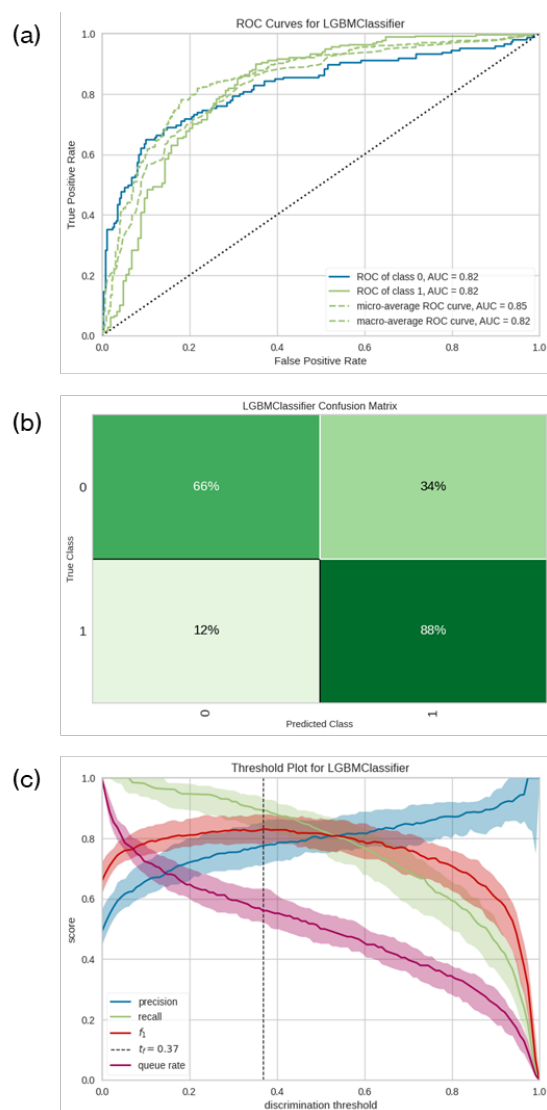 (a)
ROC Curves for LGBMClassifier
1.0
0.8
0.6
0.4
0.2
0.0
True Positive Rate
ROC of class 0, AUC = 0.82
ROC of class 1, AUC = 0.82
micro-average ROC curve, AUC = 0.85
macro-average ROC curve, AUC = 0.82
0.0 0.2 0.4 0.6 0.8 1.0
False Positive Rate
(b)
LGBMClassifier Confusion Matrix
True Class
0
66% 34%
1
12% 88%
0 1
Predicted Class
(c)
Threshold Plot for LGBMClassifier
1.0
0.8
0.6
0.4
0.2
0.0
score
precision
recall
f1
tf = 0.37
queue rate
0.0 0.2 0.4 0.6 0.8 1.0
discrimination threshold